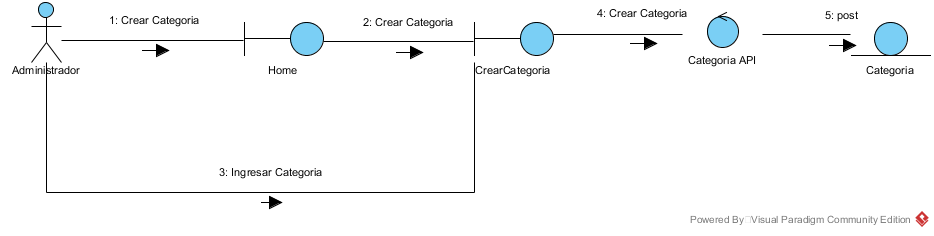 1: Crear Categoria
2: Crear Categoria
4: Crear Categoria
5: post
Administrador
Home
CrearCategoria
Categoria API
Categoria
3: Ingresar Categoria
Powered By Visual Paradigm Community Edition